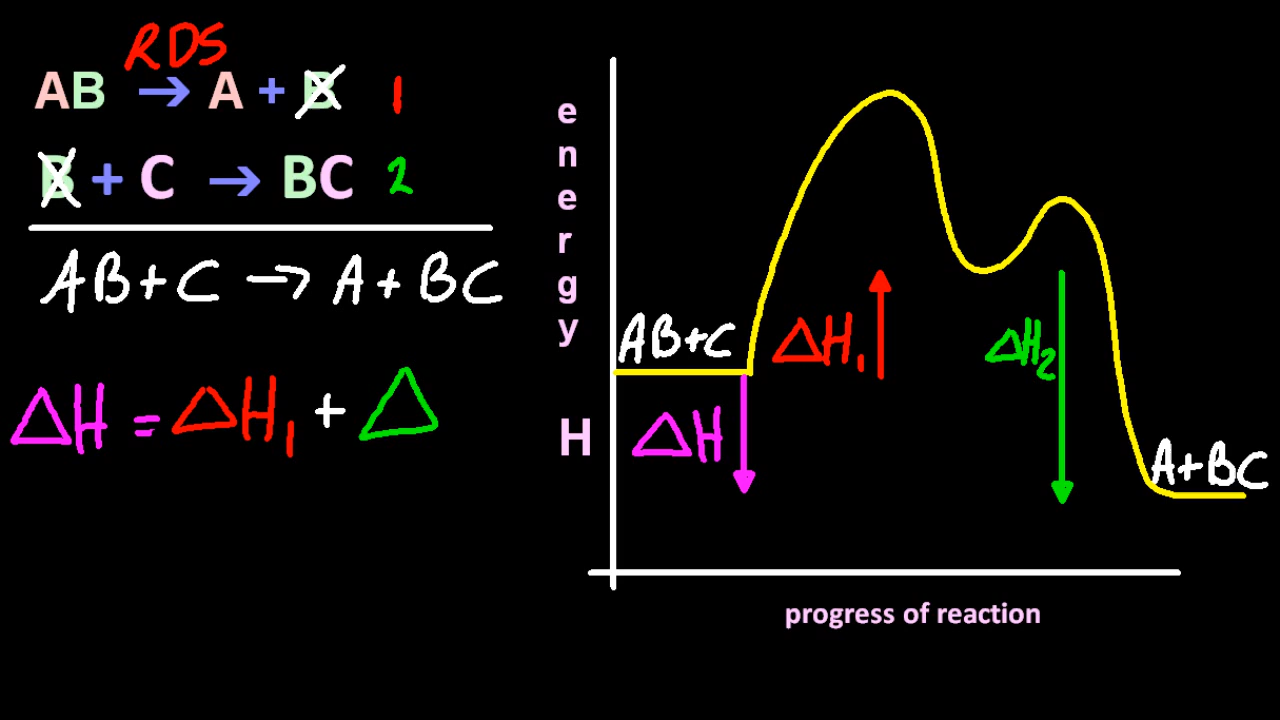 RDS
AB → A + B 1
B + C → BC 2
AB+C → A+BC
ΔH = ΔH₁ + Δ
energy
H
AB+C
ΔH₁
ΔH₂
ΔH
A+BC
progress of reaction